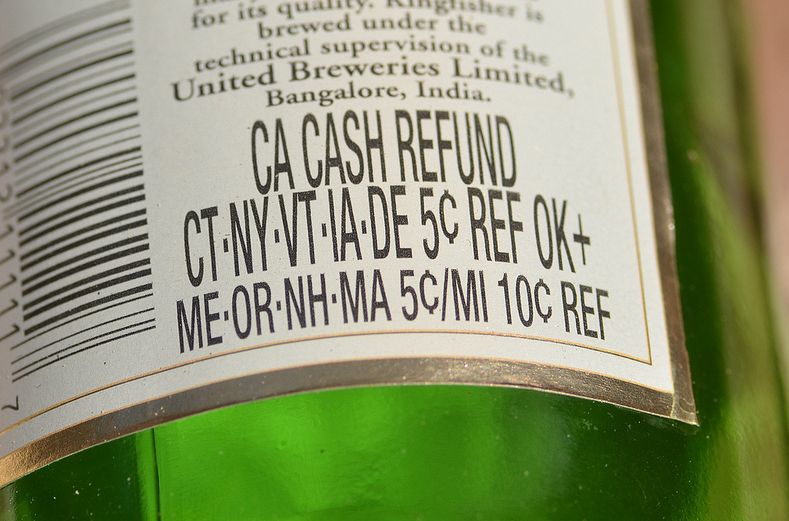 for its quality. Kingfisher is
brewed under the
technical supervision of the
United Breweries Limited,
Bangalore, India.
CA CASH REFUND
CT·NY·VT·IA·DE 5¢ REF OK+
ME·OR·NH·MA 5¢/MI 10¢ REF